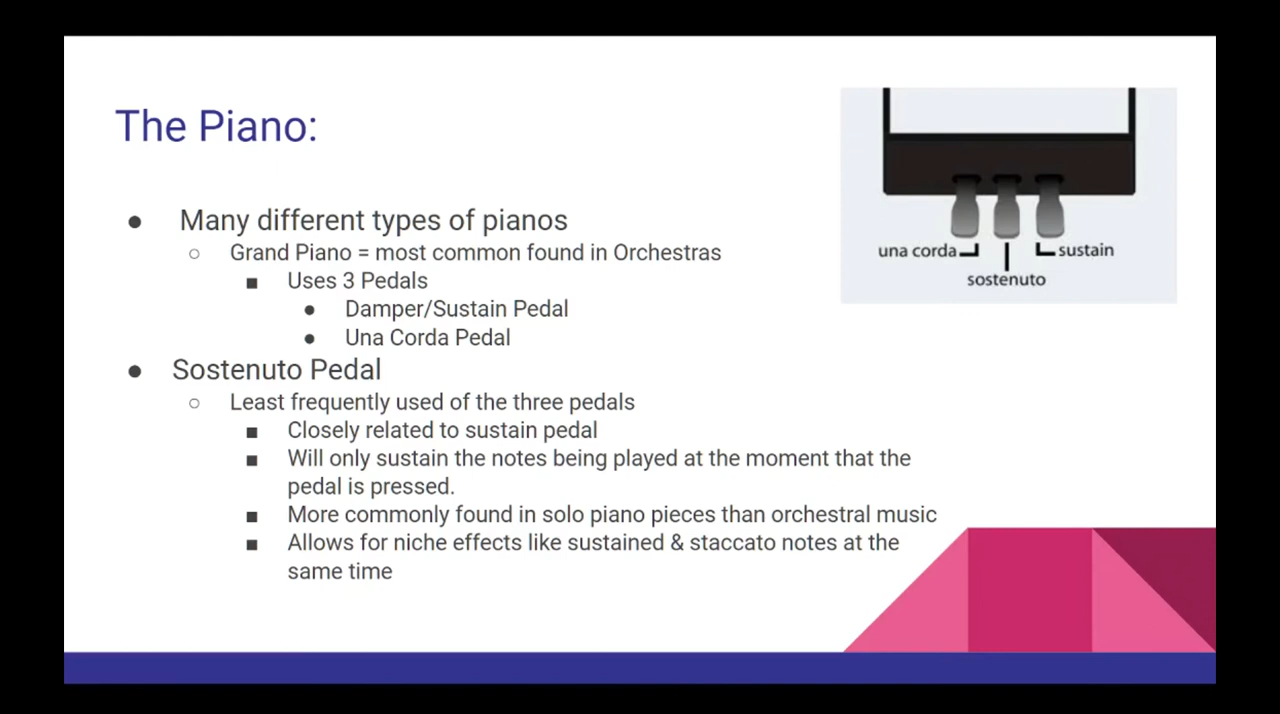 The Piano:
● Many different types of pianos
○ Grand Piano = most common found in Orchestras
■ Uses 3 Pedals
● Damper/Sustain Pedal
● Una Corda Pedal
● Sostenuto Pedal
○ Least frequently used of the three pedals
■ Closely related to sustain pedal
■ Will only sustain the notes being played at the moment that the
pedal is pressed.
■ More commonly found in solo piano pieces than orchestral music
■ Allows for niche effects like sustained & staccato notes at the
same time
una corda
sustain
sostenuto